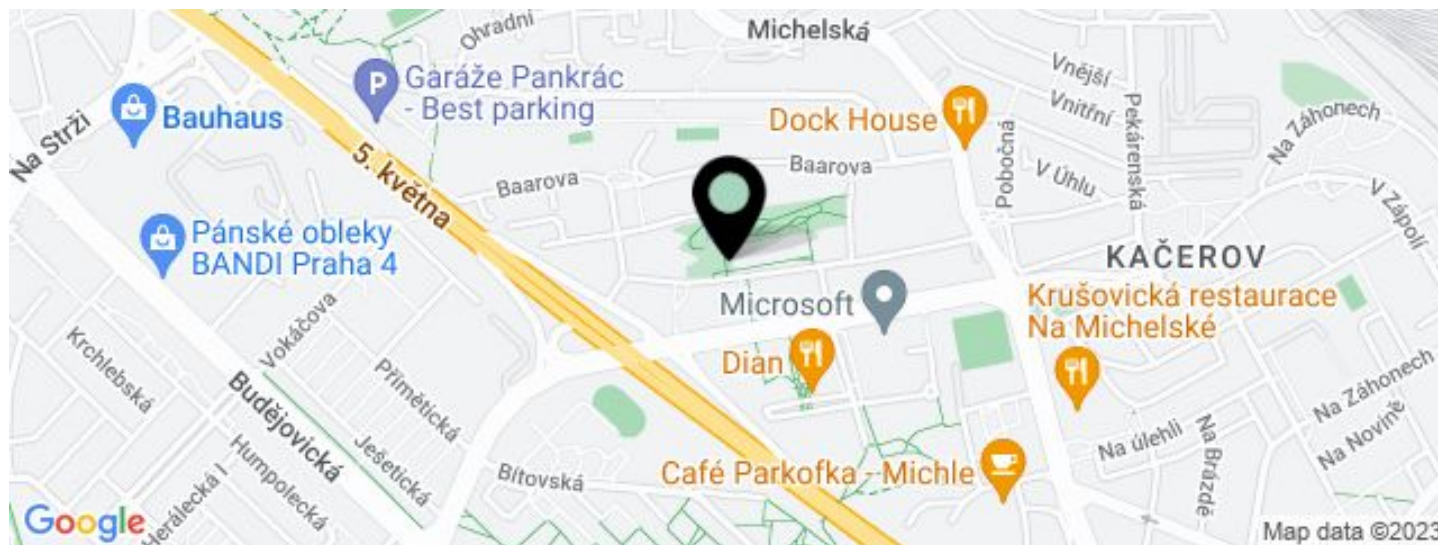 Michelská
Ohradní
Vnější
Garáže Pankrác
- Best parking
P
Vnitřní
Bauhaus
Dock House
Pekárenská
Na Záhonech
Na Strži
Pobočná
5. května
Baarova
Baarova
V Úhlu
V Zápolí
Pánské obleky
BANDI Praha 4
KAČEROV
Microsoft
Krušovická restaurace
Na Michelské
Vokáčova
Krchlebská
Dian
Přímětická
Budějovická
Na Záhonech
Na Novině
Na úlehli
Na Brázdě
Ješetická
Humpolecká
Herálecká I
Bítovská
Café Parkofka - Michle
Google
Map data ©2023